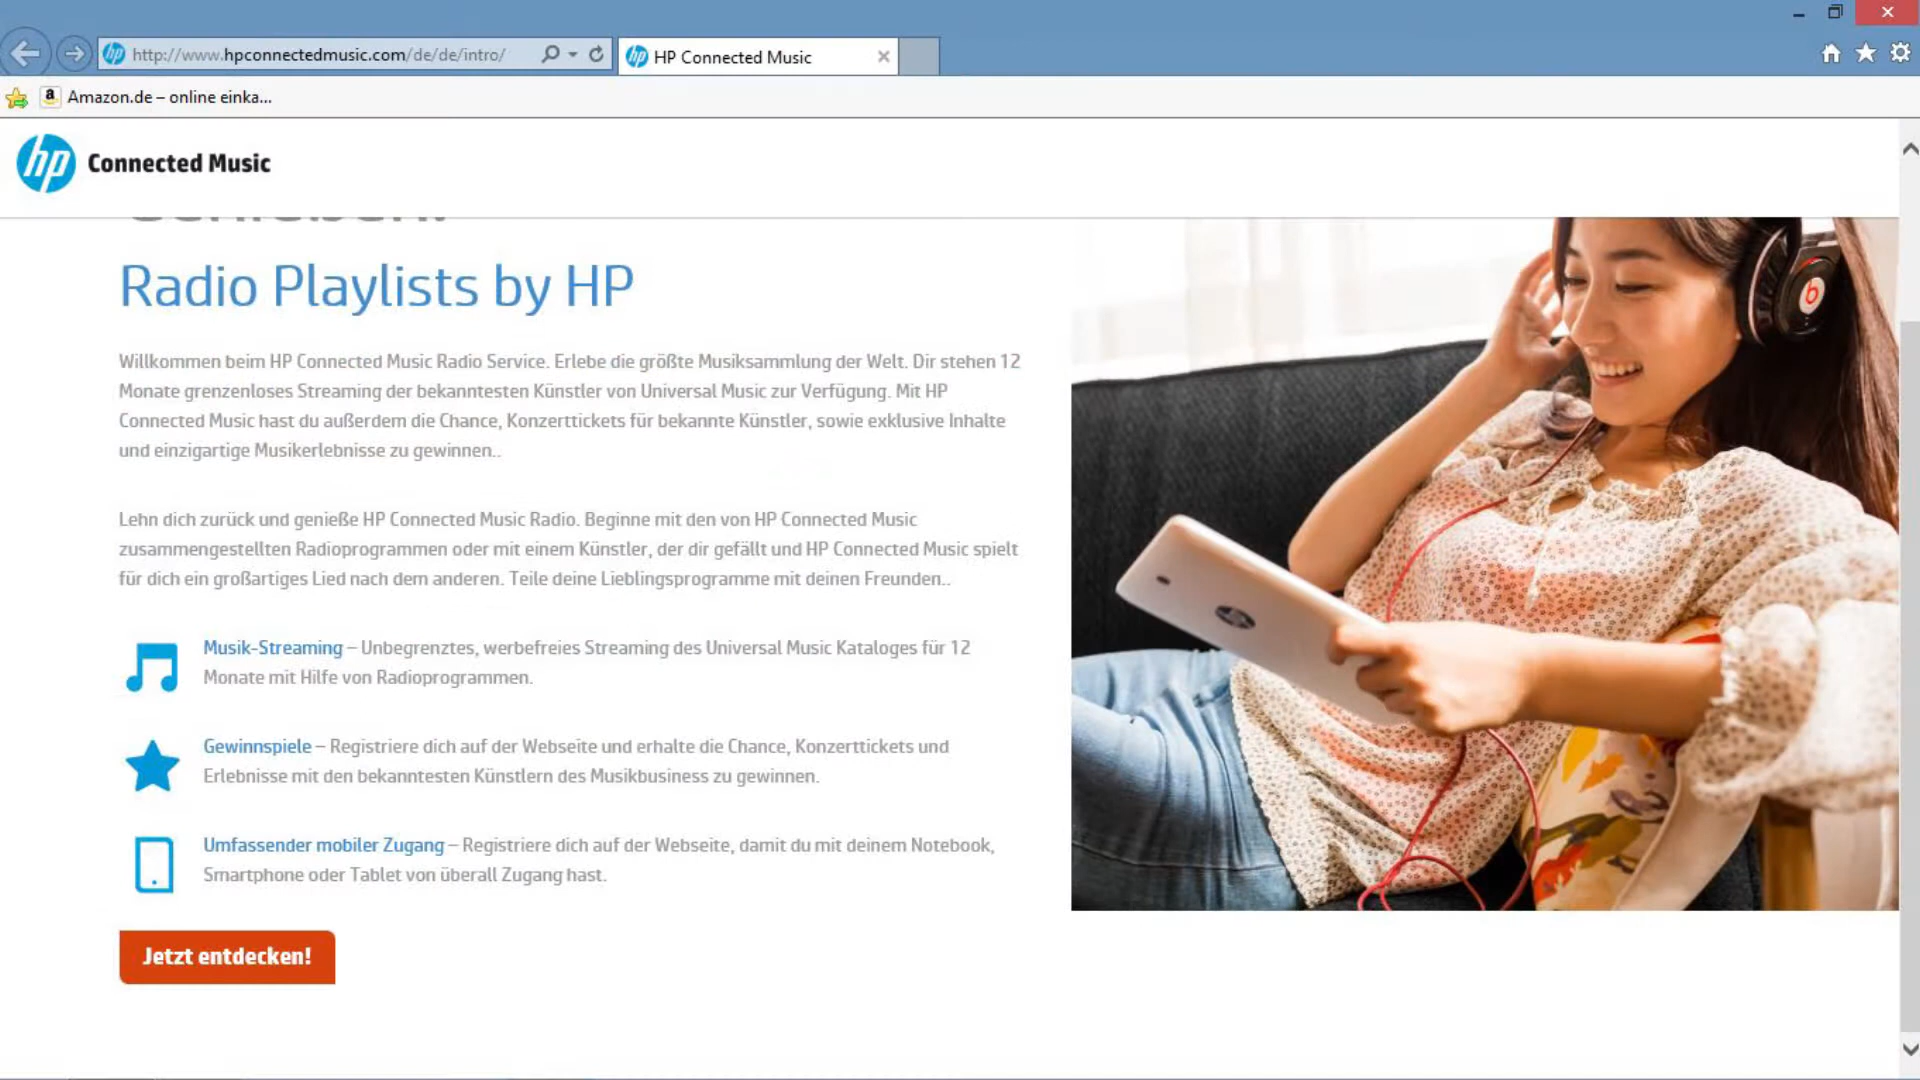 http://www.hpconnectedmusic.com/de/de/intro/
HP Connected Music
Amazon.de – online einka...
hp Connected Music
Radio Playlists by HP
Willkommen beim HP Connected Music Radio Service. Erlebe die größte Musiksammlung der Welt. Dir stehen 12
Monate grenzenloses Streaming der bekanntesten Künstler von Universal Music zur Verfügung. Mit HP
Connected Music hast du außerdem die Chance, Konzerttickets für bekannte Künstler, sowie exklusive Inhalte
und einzigartige Musikerlebnisse zu gewinnen..
Lehn dich zurück und genieße HP Connected Music Radio. Beginne mit den von HP Connected Music
zusammengestellten Radioprogrammen oder mit einem Künstler, der dir gefällt und HP Connected Music spielt
für dich ein großartiges Lied nach dem anderen. Teile deine Lieblingsprogramme mit deinen Freunden..
Musik-Streaming – Unbegrenztes, werbefreies Streaming des Universal Music Kataloges für 12
Monate mit Hilfe von Radioprogrammen.
Gewinnspiele – Registriere dich auf der Webseite und erhalte die Chance, Konzerttickets und
Erlebnisse mit den bekanntesten Künstlern des Musikbusiness zu gewinnen.
Umfassender mobiler Zugang – Registriere dich auf der Webseite, damit du mit deinem Notebook,
Smartphone oder Tablet von überall Zugang hast.
Jetzt entdecken!